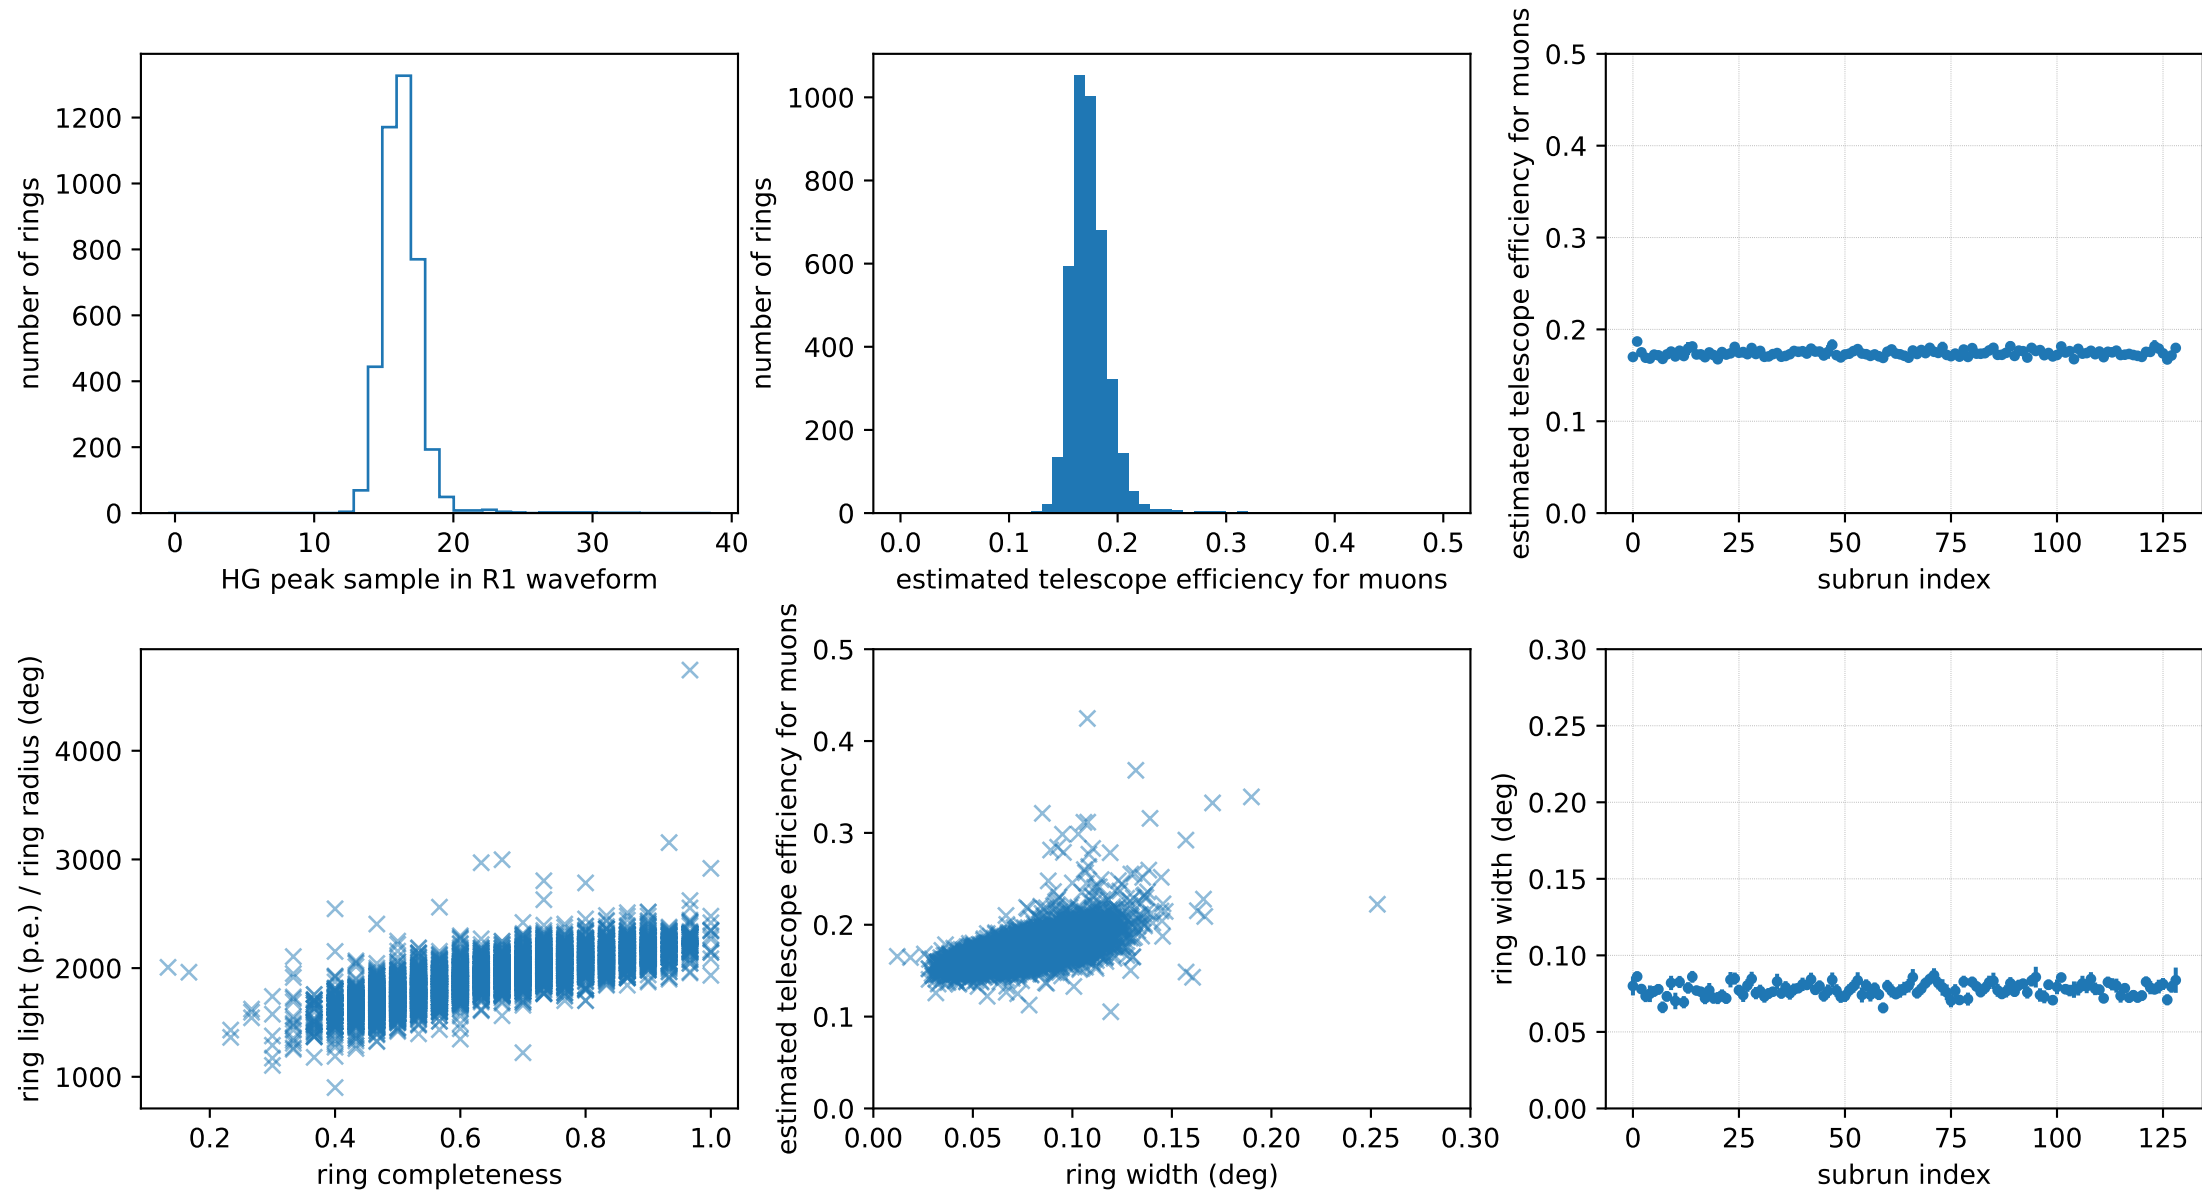 number of rings
0
200
400
600
800
1000
1200
0 10 20 30 40
HG peak sample in R1 waveform
number of rings
0
200
400
600
800
1000
0.0 0.1 0.2 0.3 0.4 0.5
estimated telescope efficiency for muons
estimated telescope efficiency for muons
0.5
0.4
0.3
0.2
0.1
0.0
0 25 50 75 100 125
subrun index
ring light (p.e.) / ring radius (deg)
4000
3000
2000
1000
0.2 0.4 0.6 0.8 1.0
ring completeness
estimated telescope efficiency for muons
0.5
0.4
0.3
0.2
0.1
0.0
0.00 0.05 0.10 0.15 0.20 0.25 0.30
ring width (deg)
ring width (deg)
0.30
0.25
0.20
0.15
0.10
0.05
0.00
0 25 50 75 100 125
subrun index